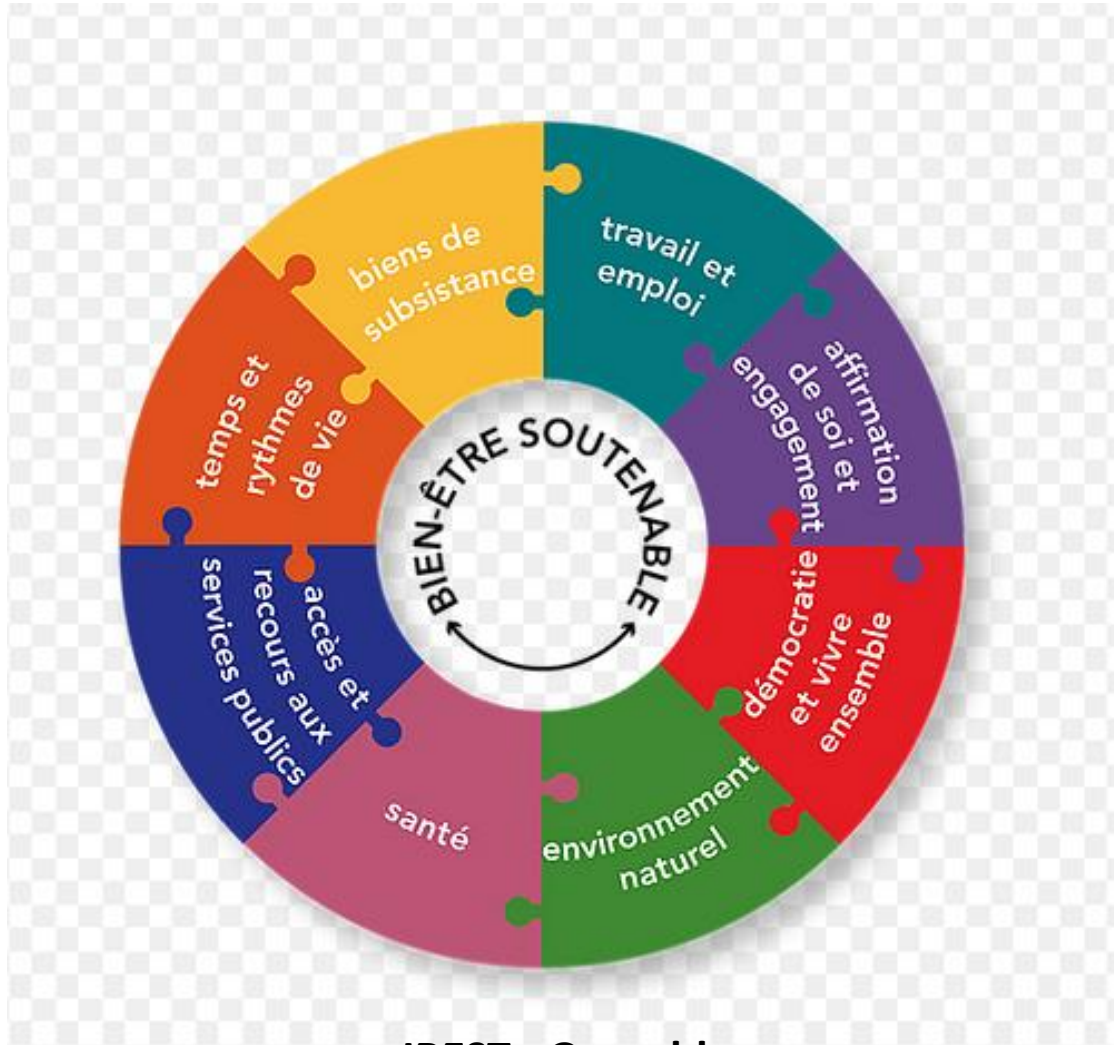 biens de
subsistance
travail et
emploi
affirmation
de soi et
engagement
démocratie
et vivre
ensemble
environnement
naturel
santé
accès et
recours aux
services publics
temps et
rythmes
de vie
BIEN-ÊTRE SOUTENABLE